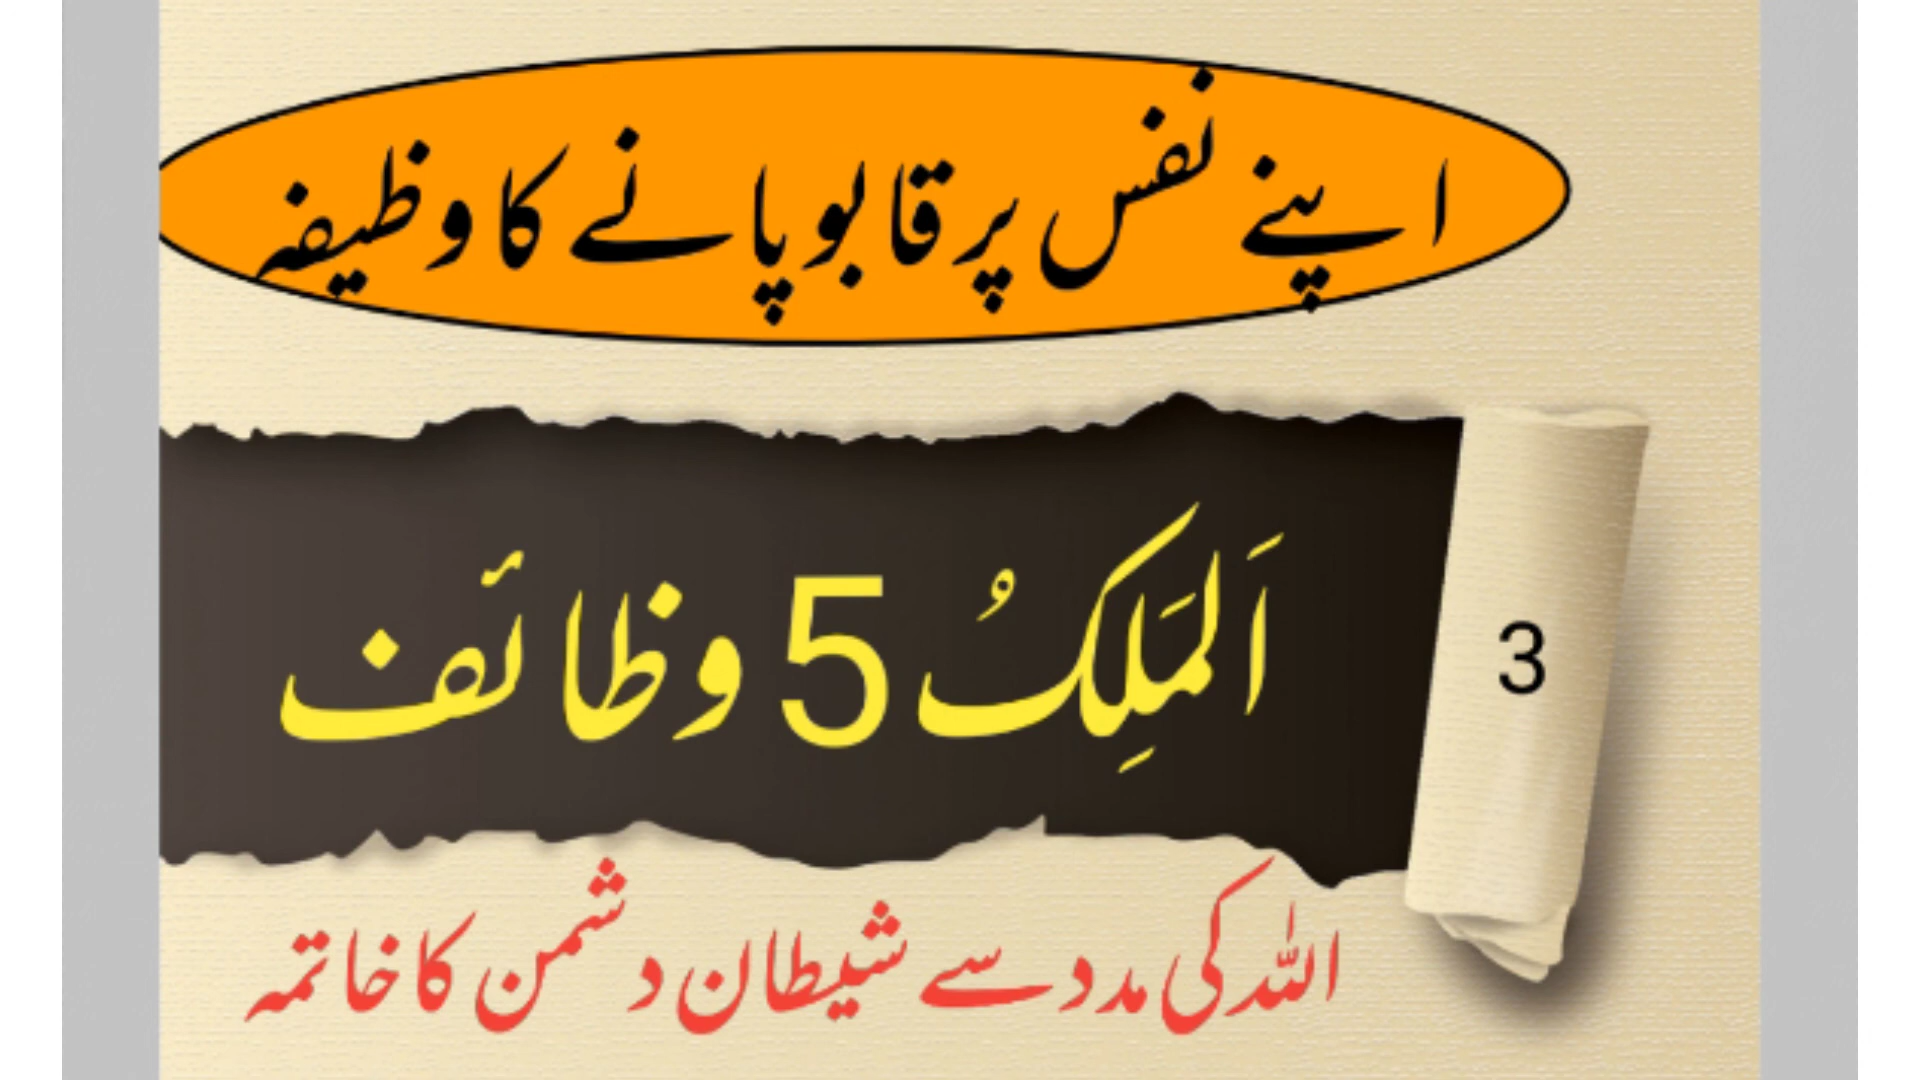 اپنے نفس پر قابو پانے کا وظیفہ
اَلمَلِکُ 5 وظائف
3
اللہ کی مدد سے شیطان دشمن کا خاتمہ